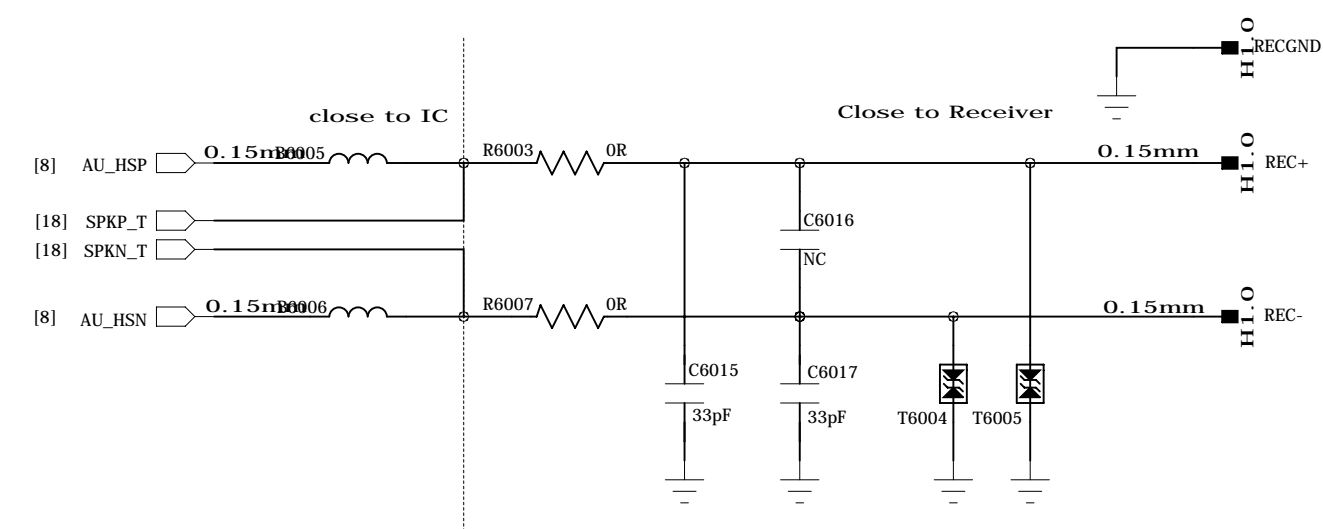 RECGND
H1.0
close to IC
Close to Receiver
[8] AU_HSP 0.15mm B6005 R6003 0R 0.15mm REC+
H1.0
[18] SPKP_T
C6016
[18] SPKN_T
NC
[8] AU_HSN 0.15mm B6006 R6007 0R 0.15mm REC-
H1.0
C6015 C6017
33pF 33pF T6004 T6005